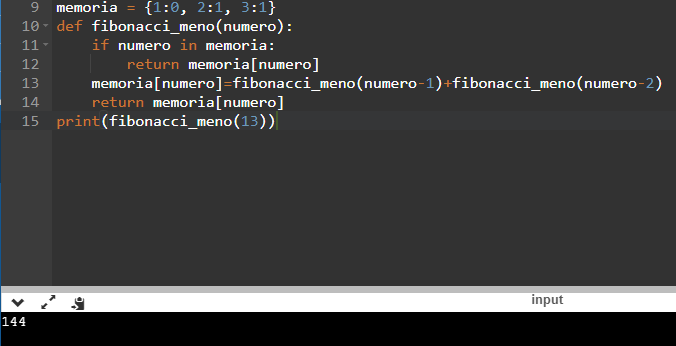 9 memoria = {1:0, 2:1, 3:1}
10 def fibonacci_meno(numero):
11     if numero in memoria:
12         return memoria[numero]
13     memoria[numero]=fibonacci_meno(numero-1)+fibonacci_meno(numero-2)
14     return memoria[numero]
15 print(fibonacci_meno(13))
input
144